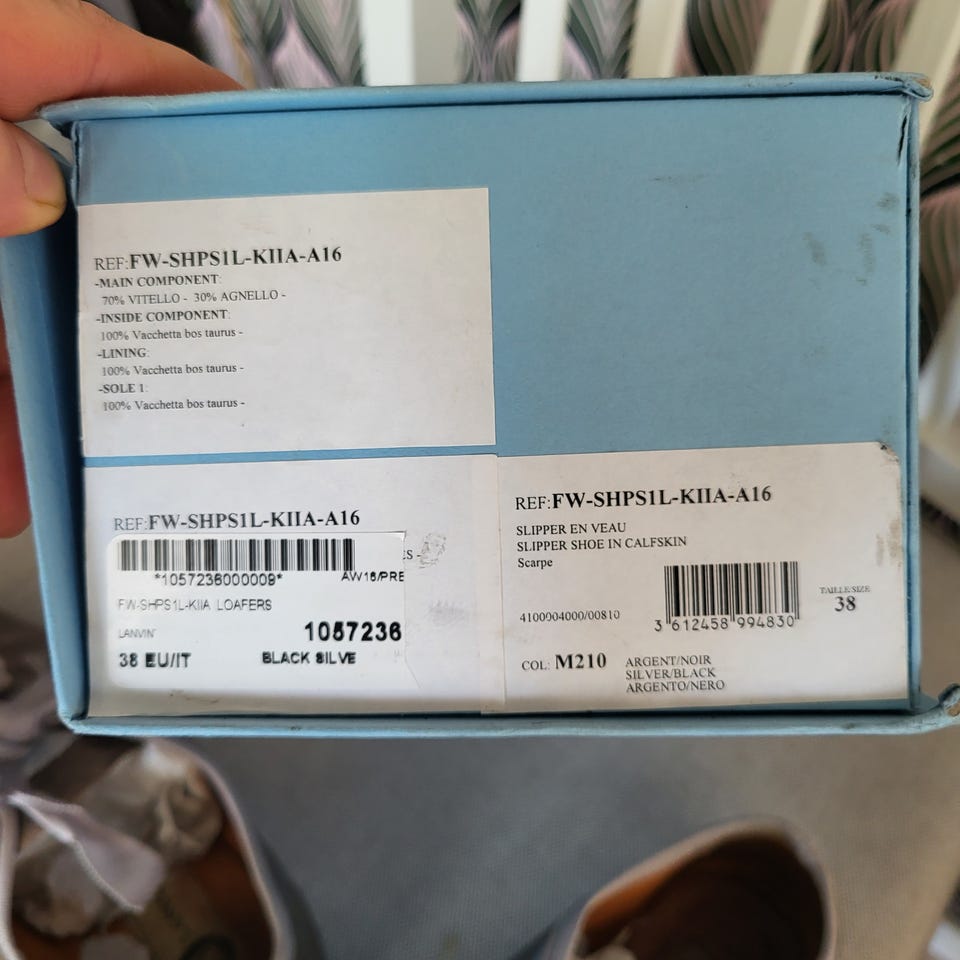 REF:FW-SHPS1L-KIIA-A16
-MAIN COMPONENT:
70% VITELLO - 30% AGNELLO -
-INSIDE COMPONENT:
100% Vacchetta bos taurus -
-LINING:
100% Vacchetta bos taurus -
-SOLE 1:
100% Vacchetta bos taurus -
REF:FW-SHPS1L-KIIA-A16
ES -
*1057236000009*
AW16/PRE
FW-SHPS1L-KIIA LOAFERS
LANVIN
1057236
38 EU/IT
BLACK SILVE
REF:FW-SHPS1L-KIIA-A16
SLIPPER EN VEAU
SLIPPER SHOE IN CALFSKIN
Scarpe
TAILLE/SIZE
38
4100904000/00810
3 612458 994830
COL: M210
ARGENT/NOIR
SILVER/BLACK
ARGENTO/NERO